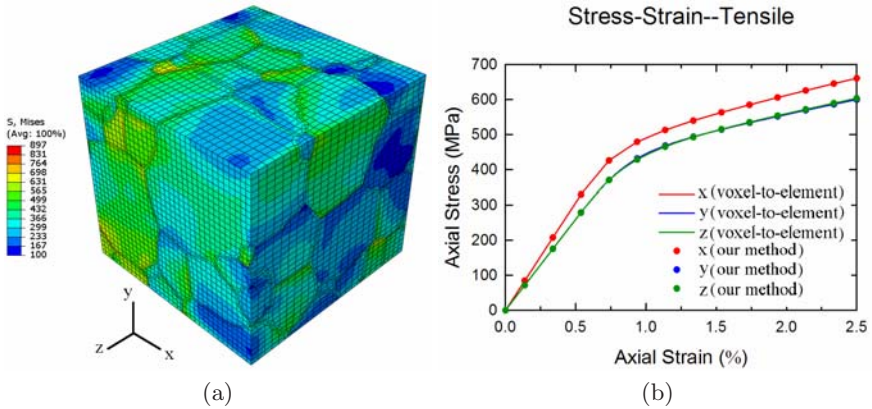 S, Mises
(Avg: 100%)
897
831
764
698
631
565
499
432
366
299
233
167
100
y
z
x
(a)
Stress-Strain--Tensile
Axial Stress (MPa)
700
600
500
400
300
200
100
0
x (voxel-to-element)
y (voxel-to-element)
z (voxel-to-element)
x (our method)
y (our method)
z (our method)
0.0 0.5 1.0 1.5 2.0 2.5
Axial Strain (%)
(b)